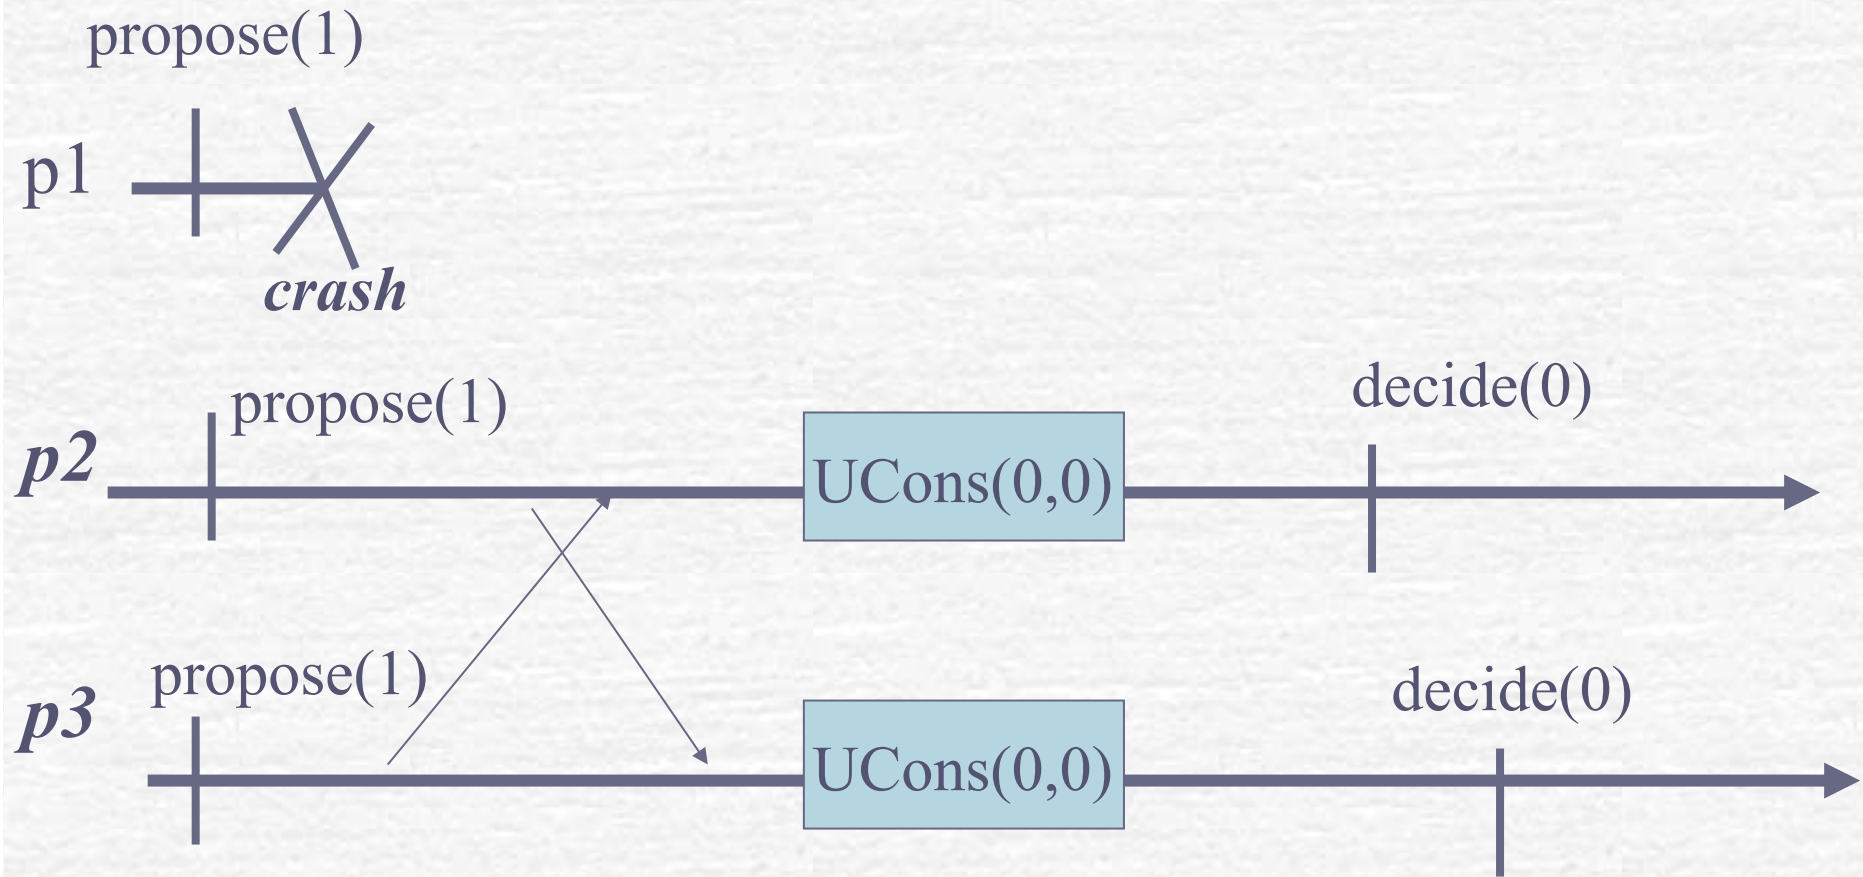 propose(1)
p1
crash
propose(1)
decide(0)
p2
UCons(0,0)
propose(1)
decide(0)
p3
UCons(0,0)